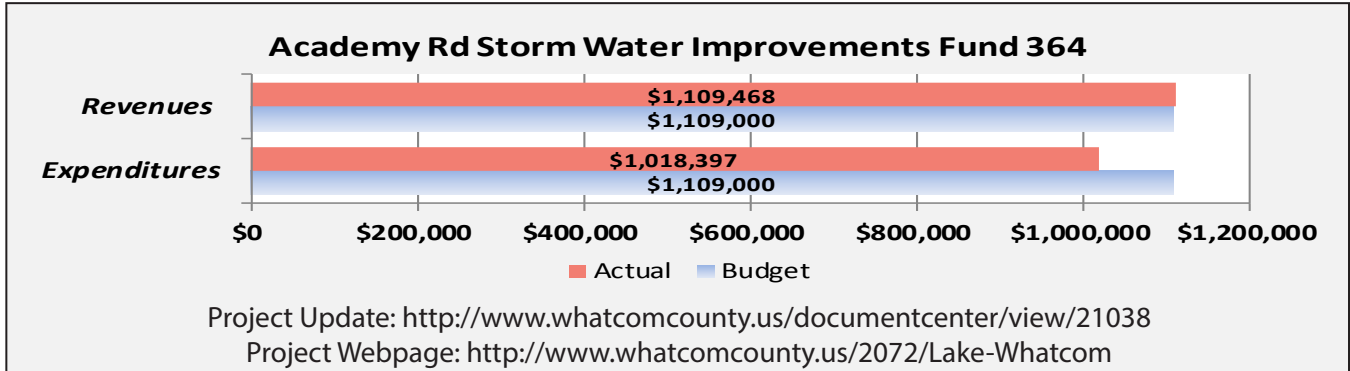 Academy Rd Storm Water Improvements Fund 364
Revenues
$1,109,468
$1,109,000
Expenditures
$1,018,397
$1,109,000
$0 $200,000 $400,000 $600,000 $800,000 $1,000,000 $1,200,000
Actual Budget
Project Update: http://www.whatcomcounty.us/documentcenter/view/21038
Project Webpage: http://www.whatcomcounty.us/2072/Lake-Whatcom